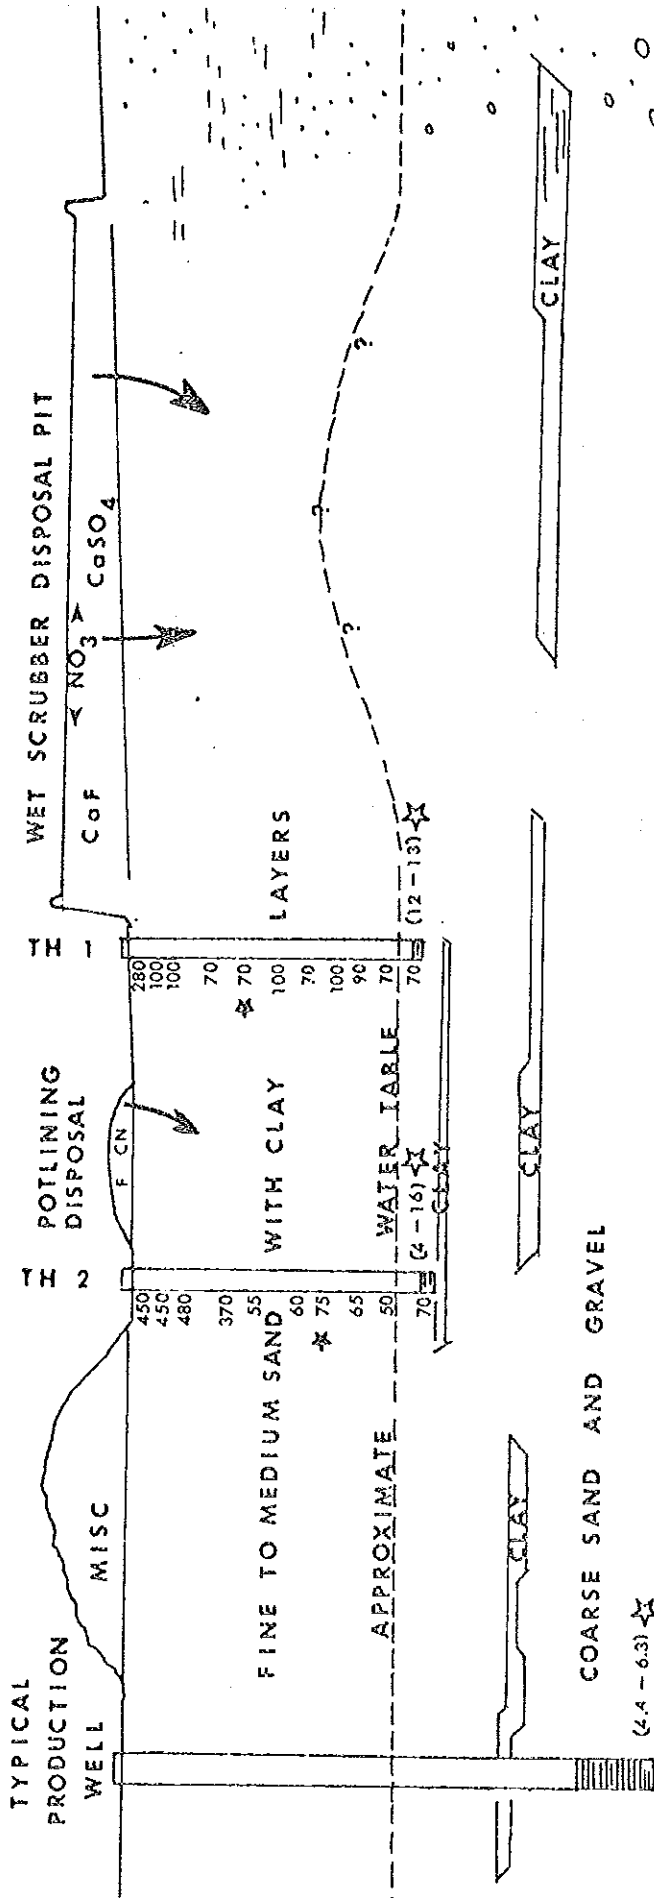 TYPICAL
PRODUCTION
WELL
MISC
TH 2
POTLINING
DISPOSAL
F CN
TH 1
WET SCRUBBER DISPOSAL PIT
CaF
NO3
CaSO4
450
450
480
370
55
60
75
65
50
70
280
100
100
70
70
100
70
100
90
70
70
FINE TO MEDIUM SAND WITH CLAY LAYERS
APPROXIMATE WATER TABLE
(4-16)
(12-13)
?
?
?
?
CLAY
CLAY
CLAY
CLAY
COARSE SAND AND GRAVEL
(4.4-6.3)